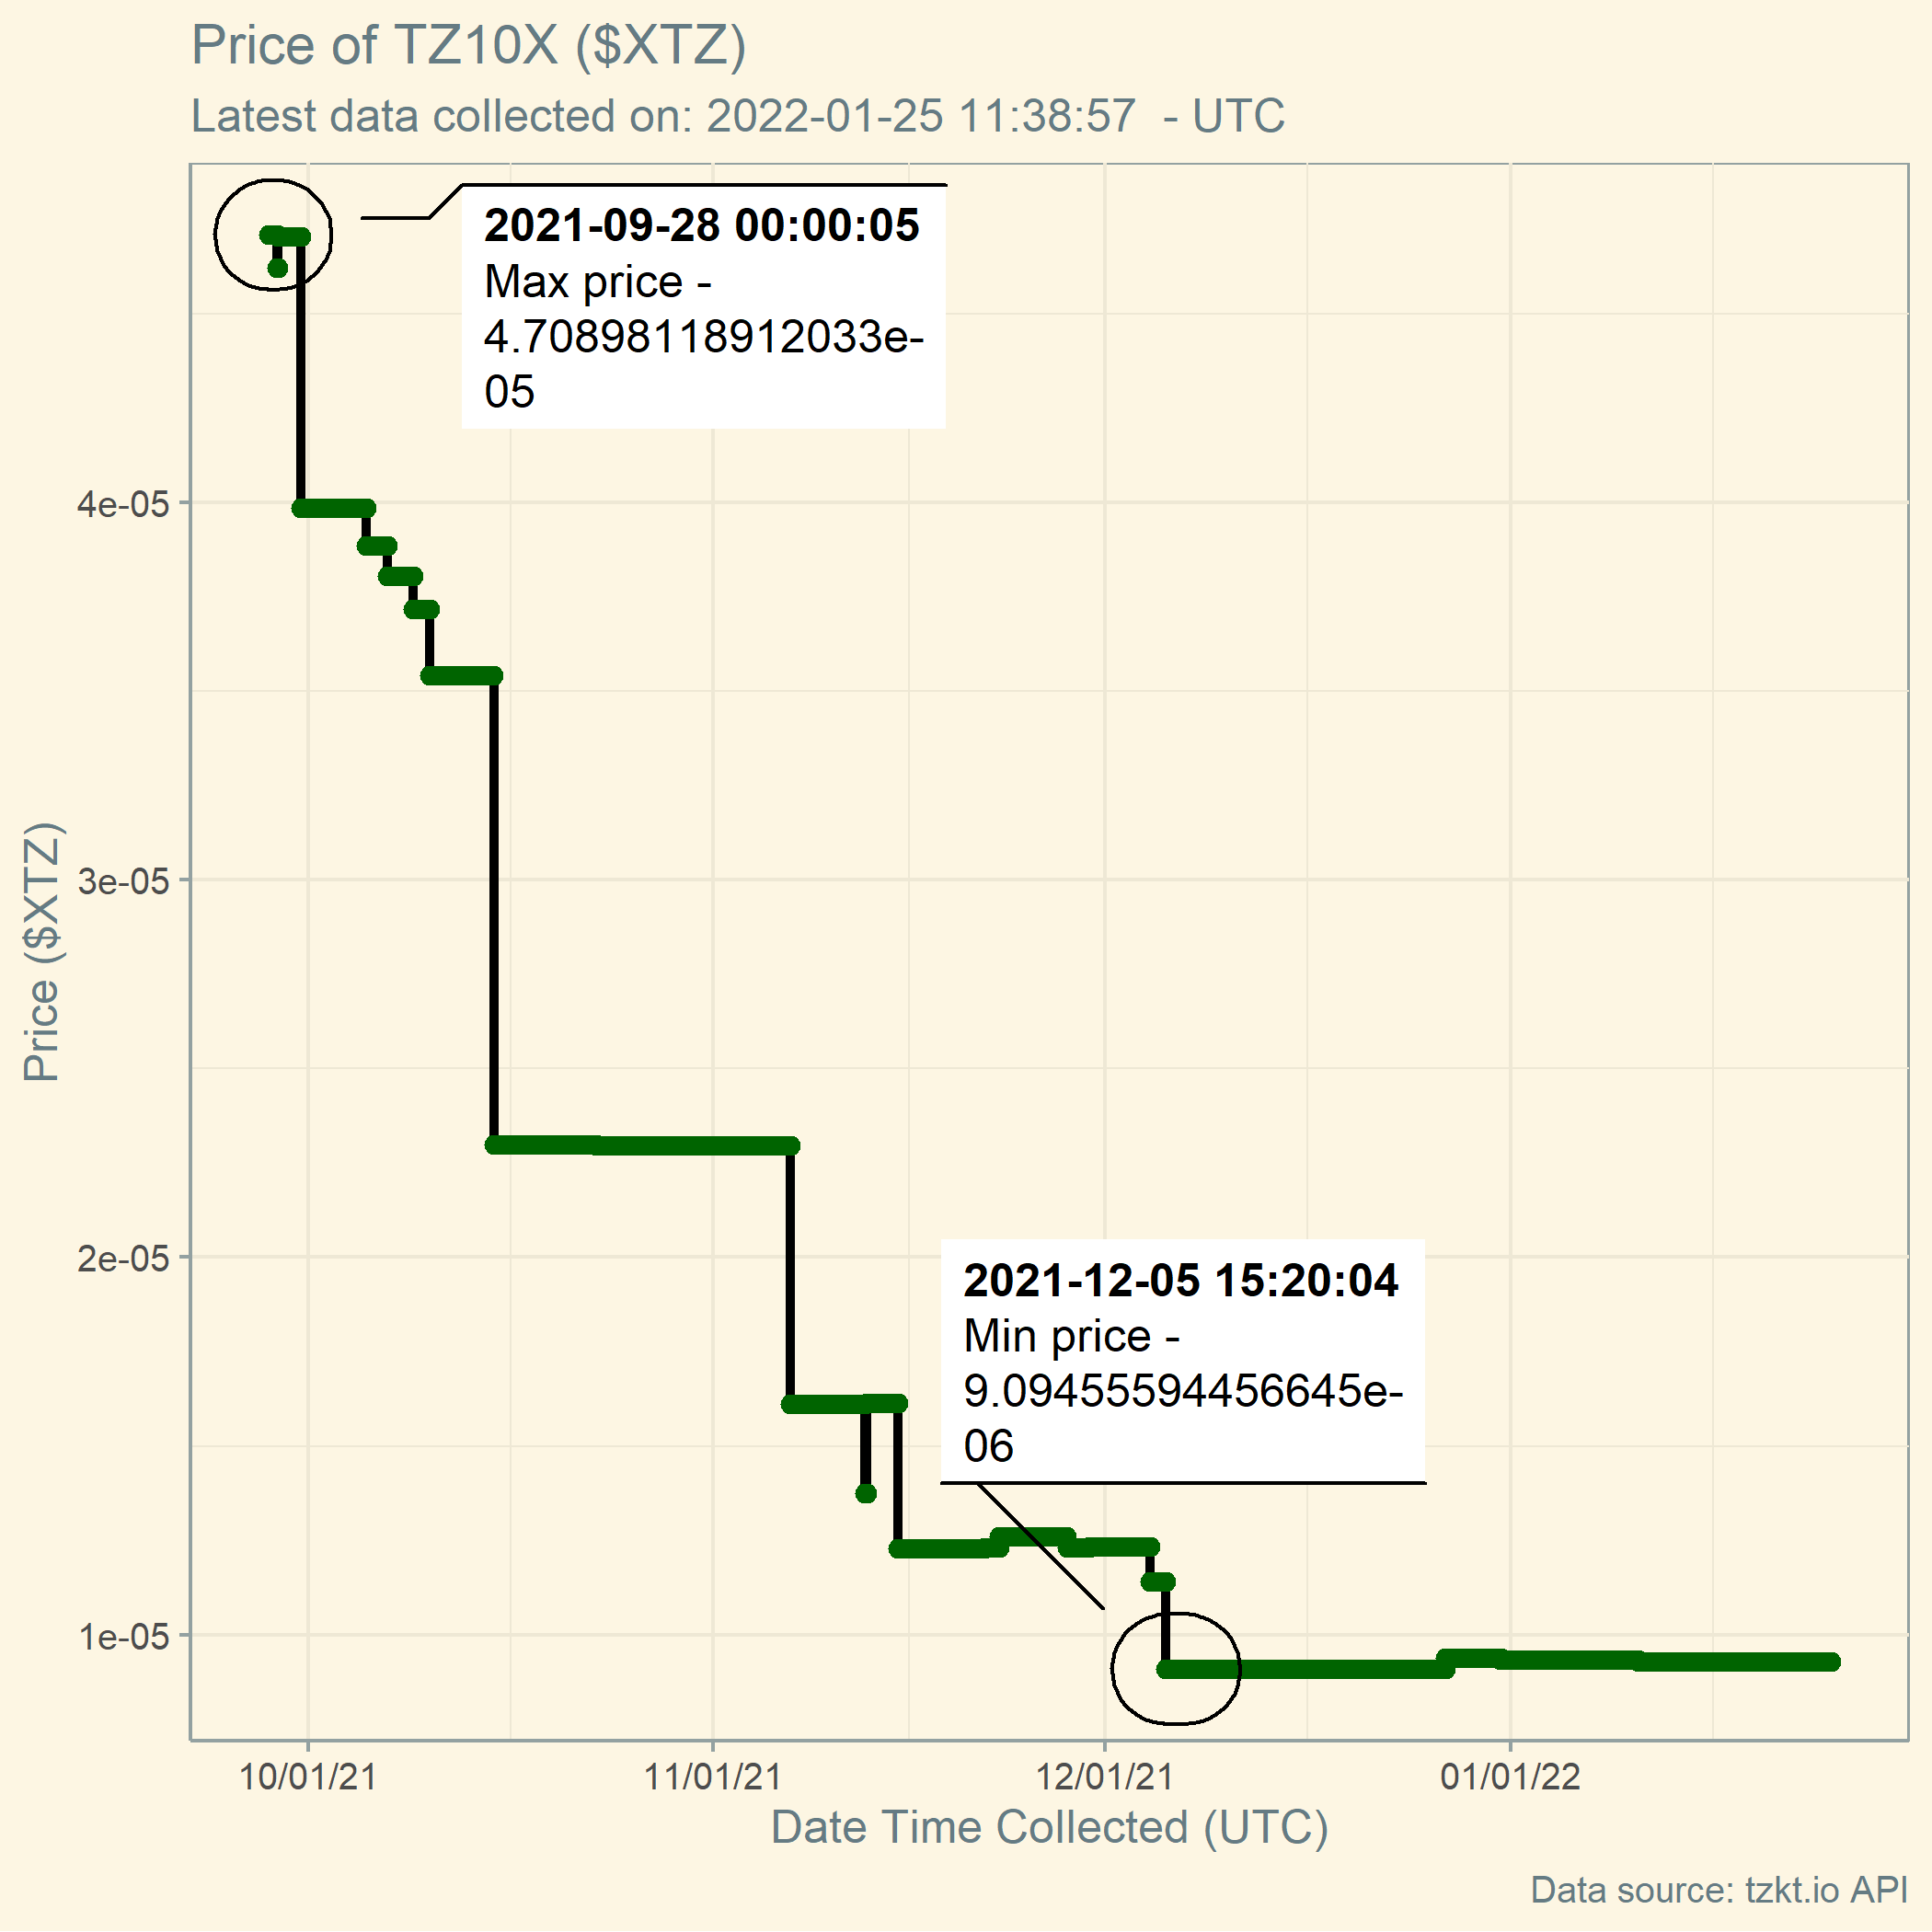 Price of TZ10X ($XTZ)
Latest data collected on: 2022-01-25 11:38:57  - UTC
2021-09-28 00:00:05
Max price -
4.70898118912033e-
05
4e-05
3e-05
2e-05
1e-05
Price ($XTZ)
2021-12-05 15:20:04
Min price -
9.09455594456645e-
06
10/01/21
11/01/21
12/01/21
01/01/22
Date Time Collected (UTC)
Data source: tzkt.io API